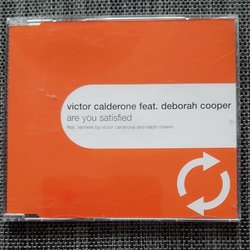 victor calderone feat. deborah cooper
are you satisfied
feat. remixes by victor calderone and ralphi rosario